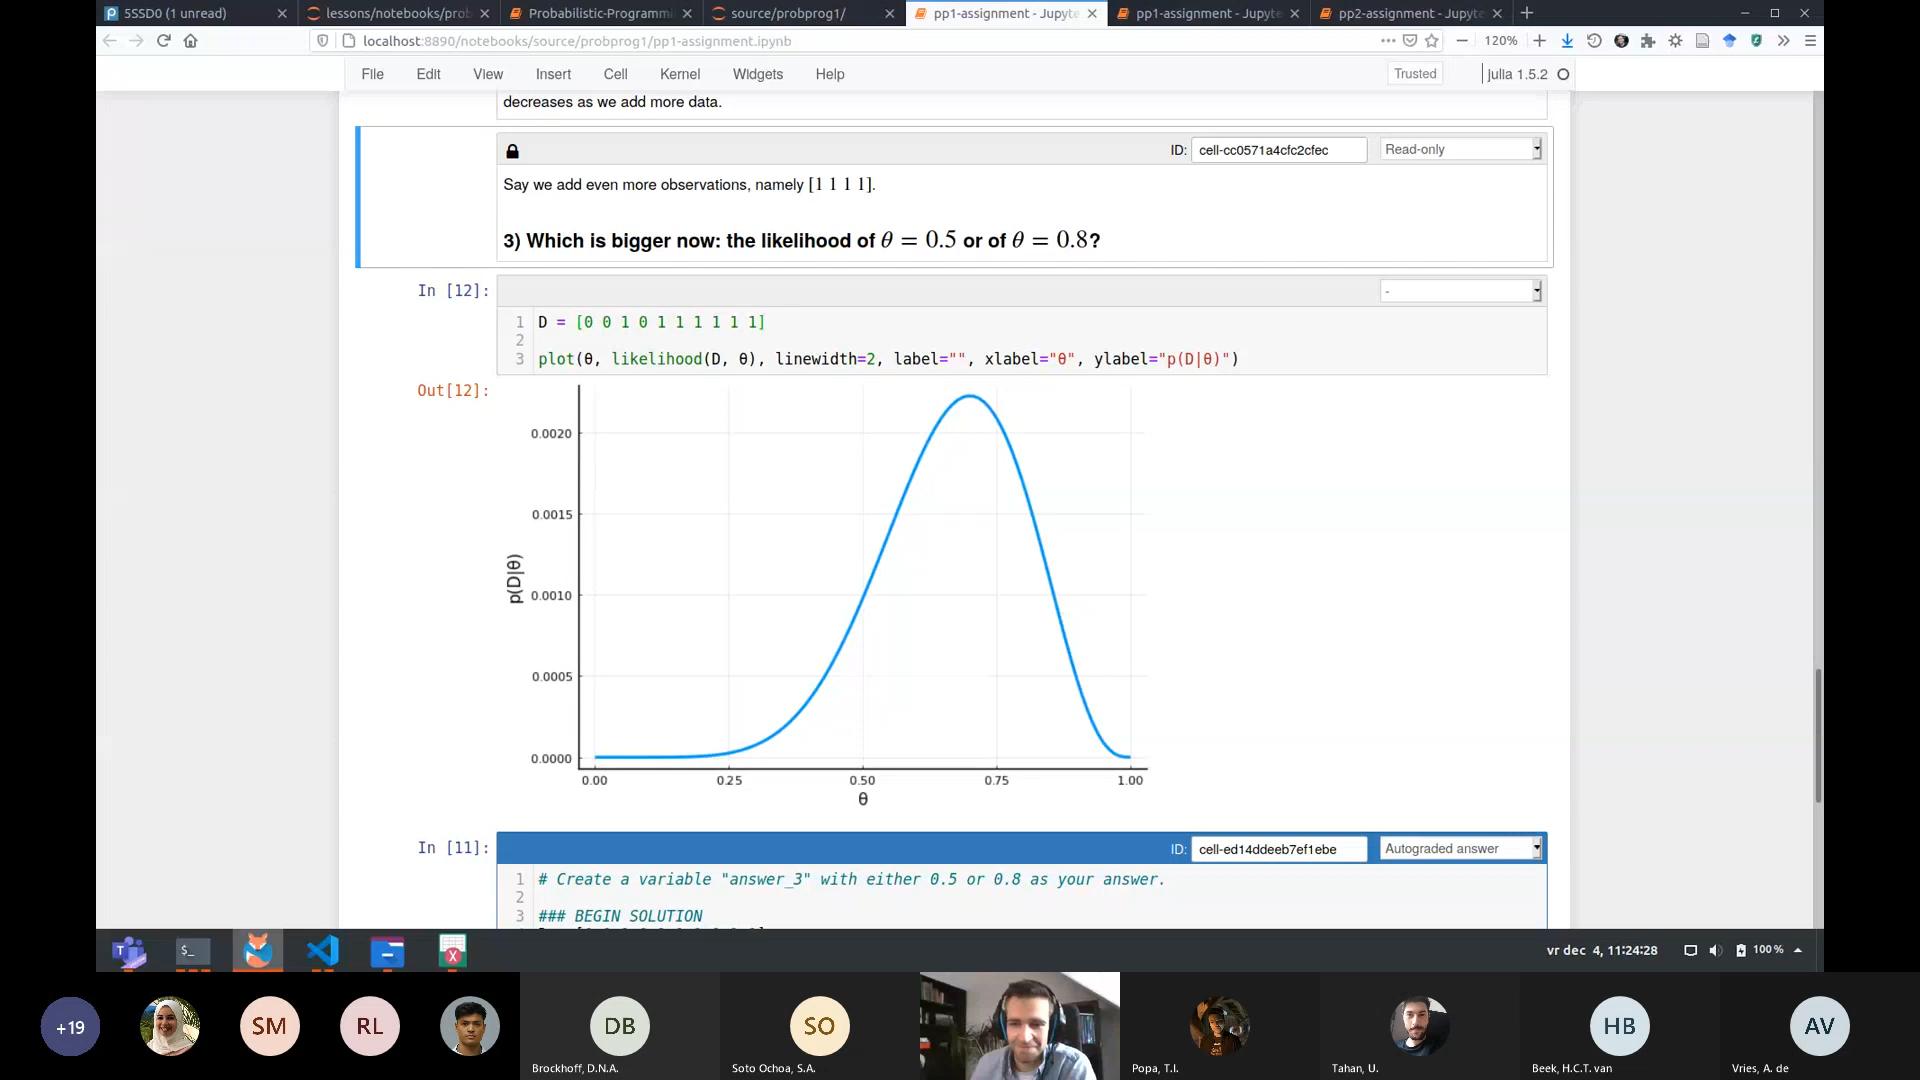 5SSD0 (1 unread)
lessons/notebooks/prob
Probabilistic-Programmi
source/probprog1/
pp1-assignment - Jupyte
pp1-assignment - Jupyte
pp2-assignment - Jupyte
localhost:8890/notebooks/source/probprog1/pp1-assignment.ipynb
120%
File Edit View Insert Cell Kernel Widgets Help
Trusted
Julia 1.5.2
decreases as we add more data.
ID: cell-cc0571a4cfc2cfec Read-only
Say we add even more observations, namely [1 1 1 1].
3) Which is bigger now: the likelihood of θ = 0.5 or of θ = 0.8?
In [12]:
-
1 D = [0 0 1 0 1 1 1 1 1 1]
2
3 plot(θ, likelihood(D, θ), linewidth=2, label="", xlabel="θ", ylabel="p(D|θ)")
Out[12]:
0.0020
0.0015
0.0010
0.0005
0.0000
p(D|θ)
0.00 0.25 0.50 0.75 1.00
θ
In [11]:
ID: cell-ed14ddeeb7ef1ebe Autograded answer
1 # Create a variable "answer_3" with either 0.5 or 0.8 as your answer.
2
3 ### BEGIN SOLUTION
vr dec 4, 11:24:28
100 %
+19
SM
RL
DB
SO
HB
AV
Brockhoff, D.N.A.
Soto Ochoa, S.A.
Popa, T.I.
Tahan, U.
Beek, H.C.T. van
Vries, A. de